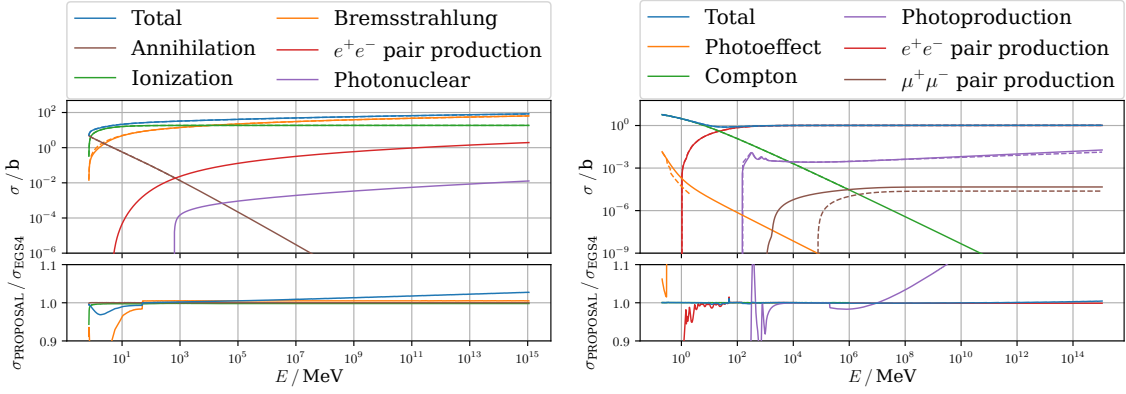 Total
Annihilation
Ionization
Bremsstrahlung
e⁺e⁻ pair production
Photonuclear
10²
10⁰
10⁻²
10⁻⁴
10⁻⁶
σ / b
1.1
1.0
0.9
σPROPOSAL / σEGS4
10¹ 10³ 10⁵ 10⁷ 10⁹ 10¹¹ 10¹³ 10¹⁵
E / MeV
Total
Photoeffect
Compton
Photoproduction
e⁺e⁻ pair production
μ⁺μ⁻ pair production
10⁰
10⁻³
10⁻⁶
10⁻⁹
σ / b
1.1
1.0
0.9
σPROPOSAL / σEGS4
10⁰ 10² 10⁴ 10⁶ 10⁸ 10¹⁰ 10¹² 10¹⁴
E / MeV